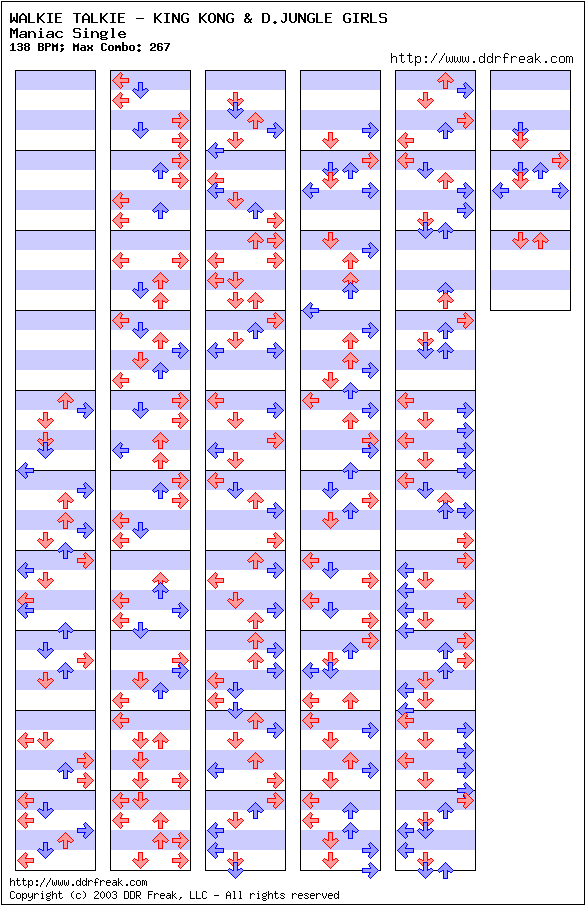 WALKIE TALKIE - KING KONG & D.JUNGLE GIRLS
Maniac Single
138 BPM; Max Combo: 267
http://www.ddrfreak.com
http://www.ddrfreak.com
Copyright (c) 2003 DDR Freak, LLC - All rights reserved